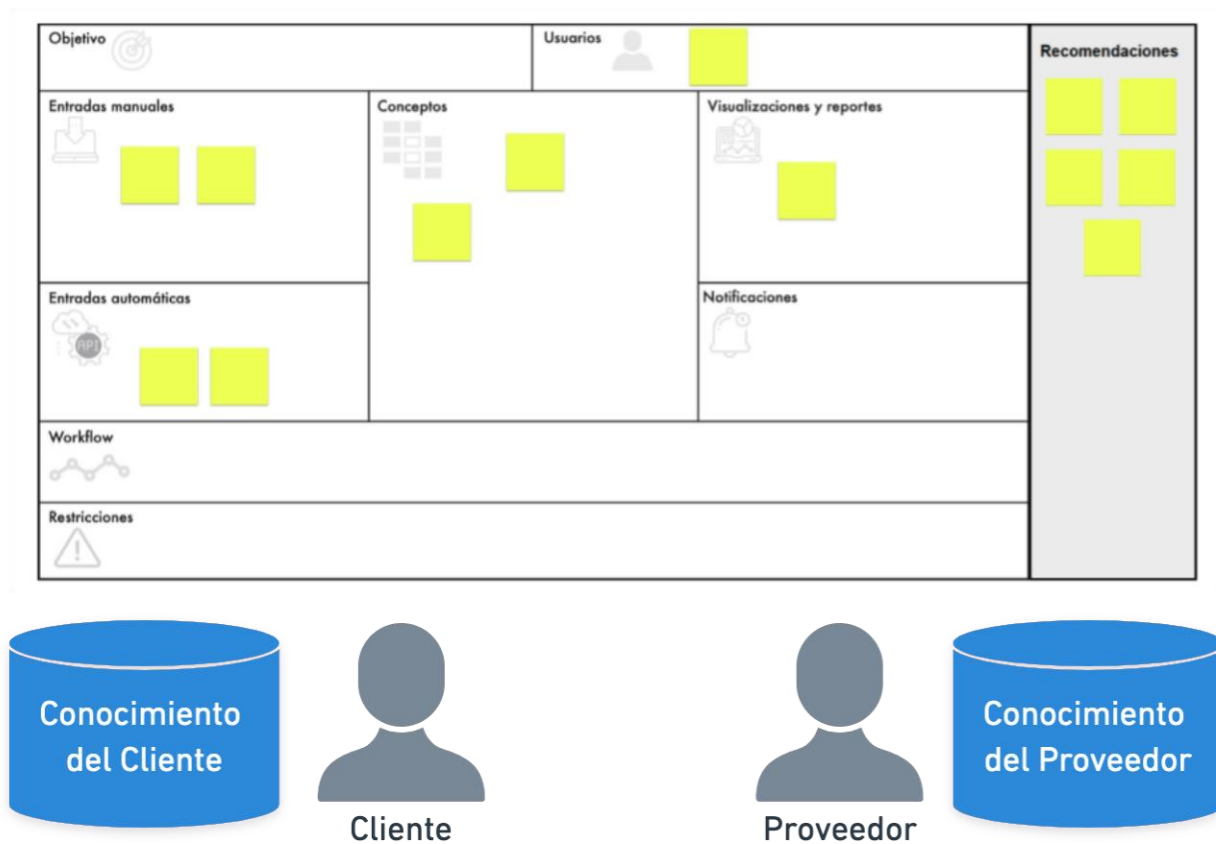 Objetivo
Usuarios
Recomendaciones
Entradas manuales
Conceptos
Visualizaciones y reportes
Entradas automáticas
API
Notificaciones
Workflow
Restricciones
Conocimiento
del Cliente
Cliente
Proveedor
Conocimiento
del Proveedor